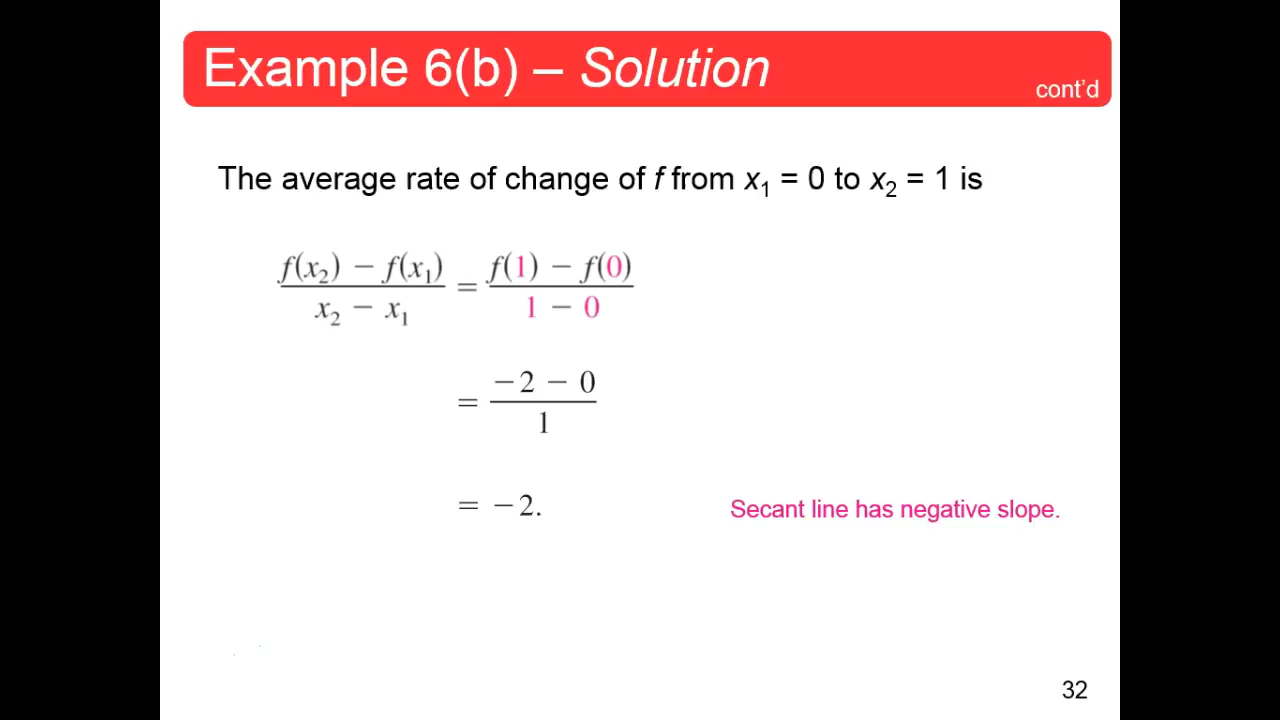 Example 6(b) – Solution
cont'd
The average rate of change of f from x₁ = 0 to x₂ = 1 is
f(x₂) − f(x₁) / x₂ − x₁ = f(1) − f(0) / 1 − 0
= −2 − 0 / 1
= −2.
Secant line has negative slope.
32